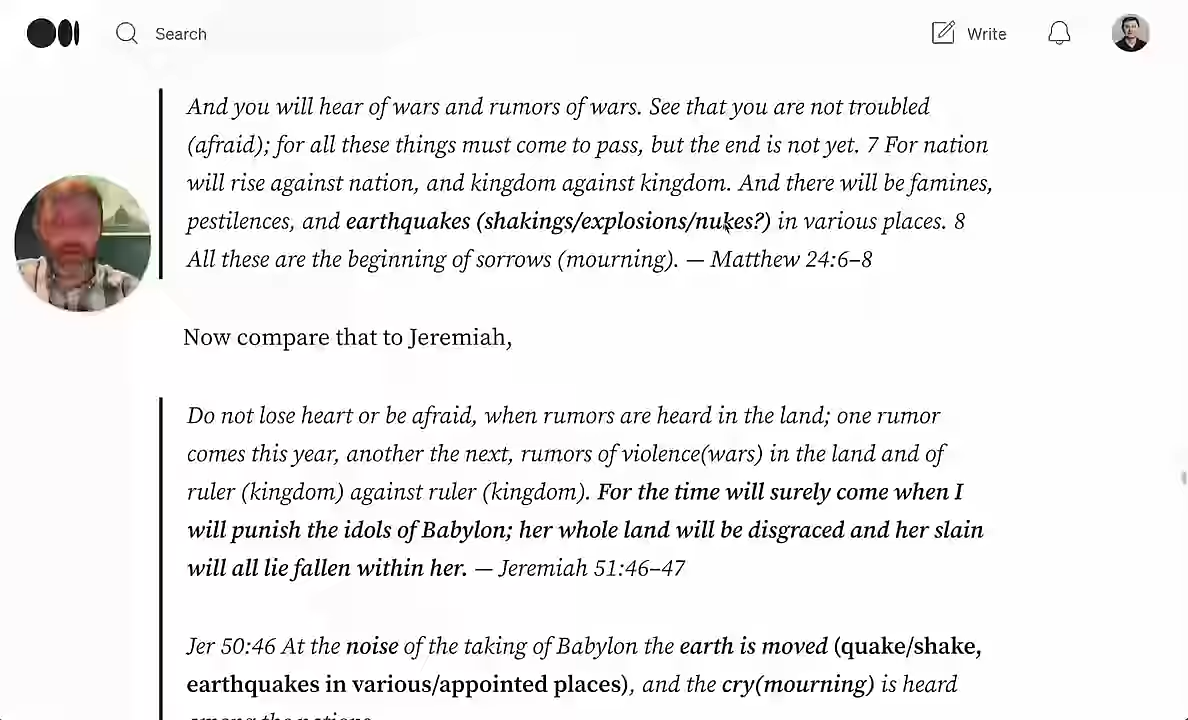 Search
Write
And you will hear of wars and rumors of wars. See that you are not troubled
(afraid); for all these things must come to pass, but the end is not yet. 7 For nation
will rise against nation, and kingdom against kingdom. And there will be famines,
pestilences, and earthquakes (shakings/explosions/nukes?) in various places. 8
All these are the beginning of sorrows (mourning). — Matthew 24:6–8
Now compare that to Jeremiah,
Do not lose heart or be afraid, when rumors are heard in the land; one rumor
comes this year, another the next, rumors of violence(wars) in the land and of
ruler (kingdom) against ruler (kingdom). For the time will surely come when I
will punish the idols of Babylon; her whole land will be disgraced and her slain
will all lie fallen within her. — Jeremiah 51:46–47
Jer 50:46 At the noise of the taking of Babylon the earth is moved (quake/shake,
earthquakes in various/appointed places), and the cry(mourning) is heard
among the nations